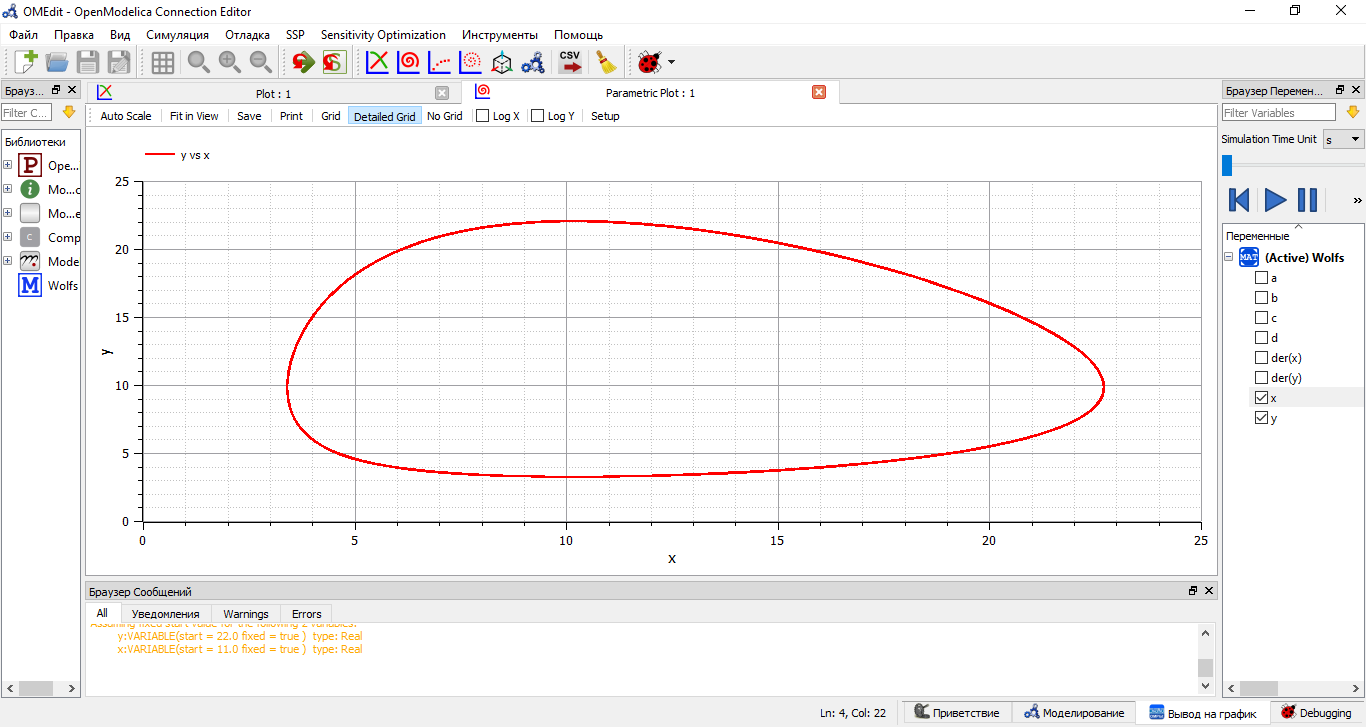 OMEdit - OpenModelica Connection Editor
Файл Правка Вид Симуляция Отладка SSP Sensitivity Optimization Инструменты Помощь
CSV
Брауз...
Plot : 1
Parametric Plot : 1
Браузер Перемен...
Filter C...
Auto Scale Fit in View Save Print Grid Detailed Grid No Grid Log X Log Y Setup
Filter Variables
Библиотеки
Simulation Time Unit s
P Ope...
i Mo...c
Mo...e
C Comp
Mode
M Wolfs
y vs x
25
20
15
10
5
0
y
0 5 10 15 20 25
x
»
Переменные
MAT (Active) Wolfs
a
b
c
d
der(x)
der(y)
x
y
Браузер Сообщений
All Уведомления Warnings Errors
Assuming fixed start value for the following 2 variables:
y:VARIABLE(start = 22.0 fixed = true ) type: Real
x:VARIABLE(start = 11.0 fixed = true ) type: Real
Ln: 4, Col: 22 Приветствие Моделирование Вывод на график Debugging